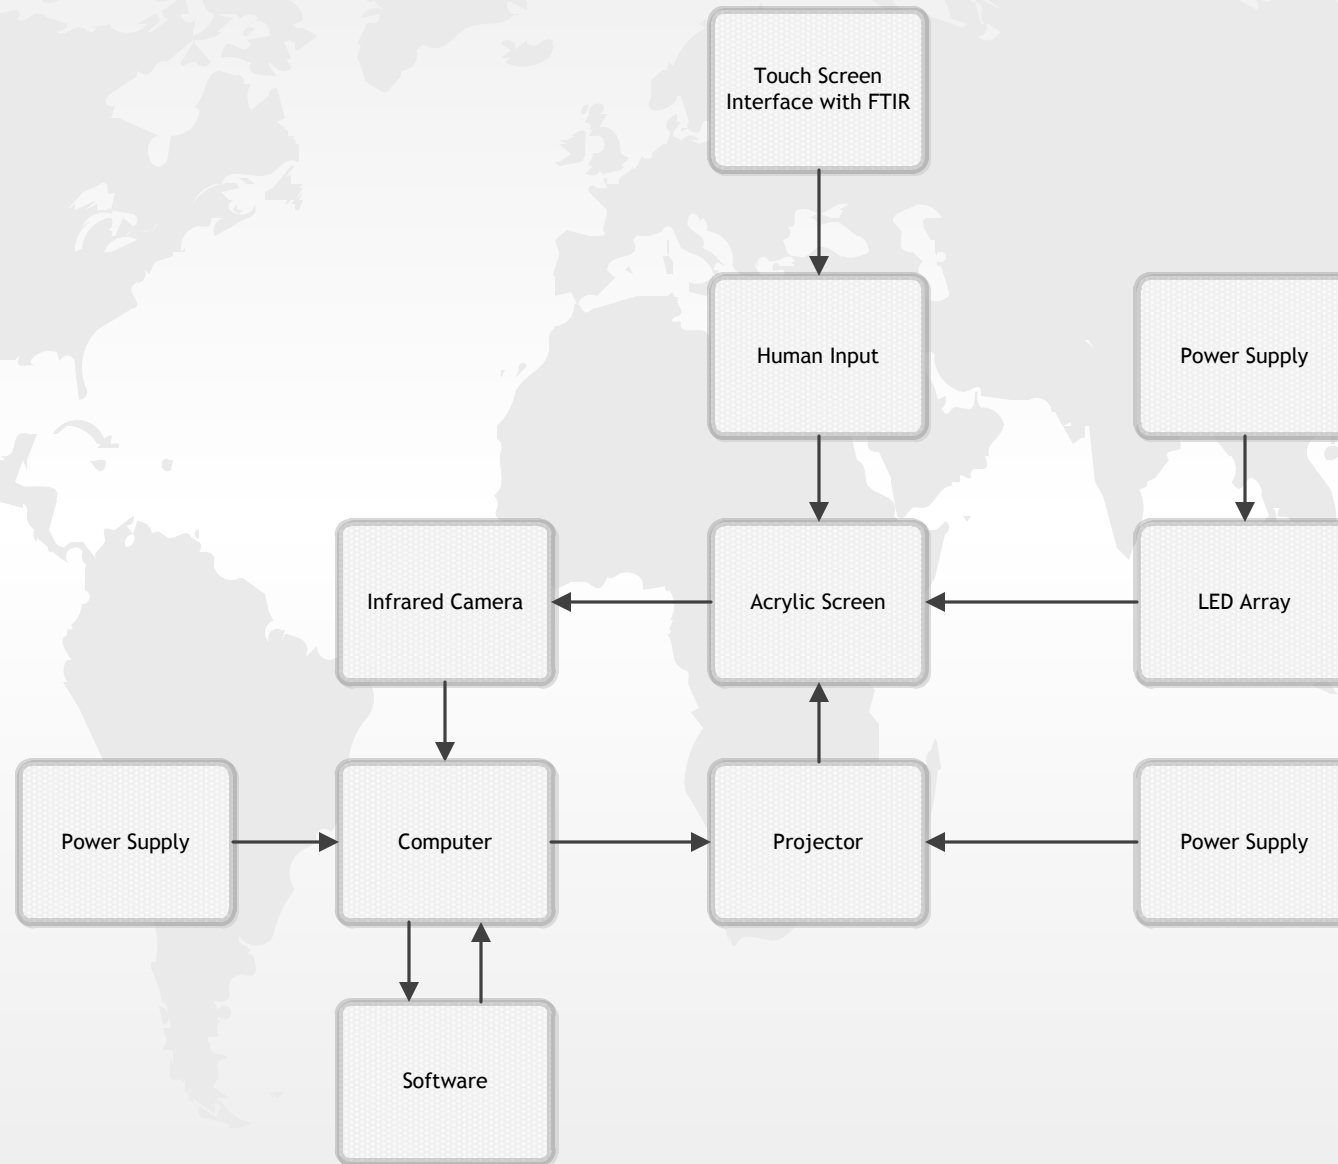 Touch Screen
Interface with FTIR
Human Input
Power Supply
Infrared Camera
Acrylic Screen
LED Array
Power Supply
Computer
Projector
Power Supply
Software